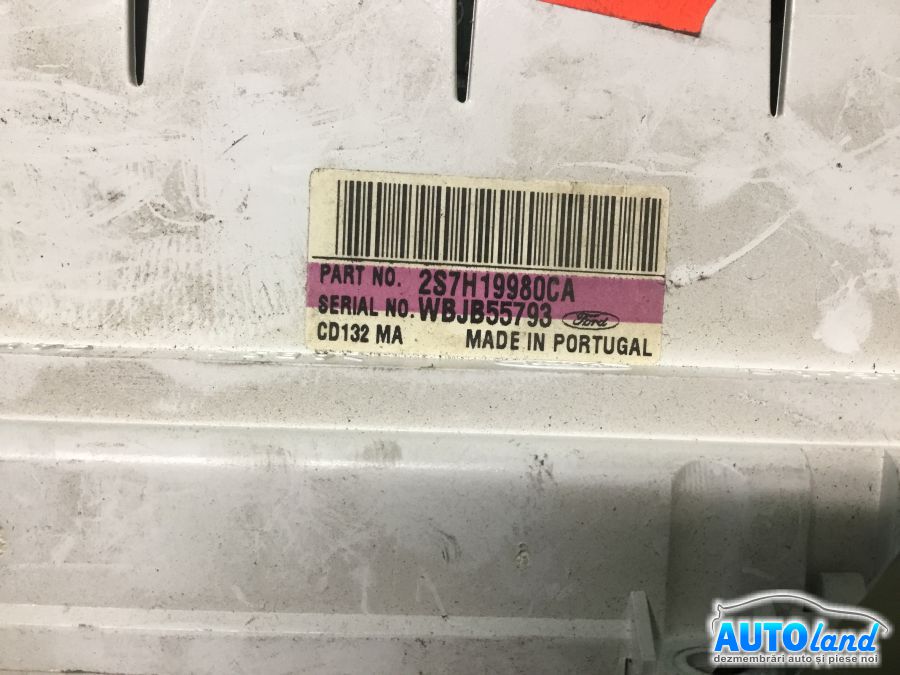 PART NO. 2S7H19980CA
SERIAL NO. WBJB55793 Ford
CD132 MA MADE IN PORTUGAL
AUTOland
dezmembrări auto și piese noi